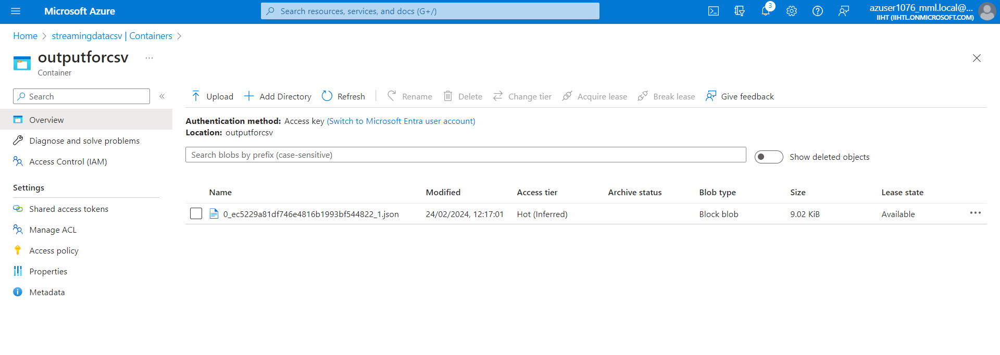 Microsoft Azure
Search resources, services, and docs (G+/)
3
azuser1076_mml.local@...
IIHT (IIHTL.ONMICROSOFT.COM)
Home > streamingdatacsv | Containers >
outputforcsv ...
Container
Search «
Overview
Diagnose and solve problems
Access Control (IAM)
Settings
Shared access tokens
Manage ACL
Access policy
Properties
Metadata
Upload Add Directory Refresh Rename Delete Change tier Acquire lease Break lease Give feedback
Authentication method: Access key (Switch to Microsoft Entra user account)
Location: outputforcsv
Search blobs by prefix (case-sensitive)
Show deleted objects
Name Modified Access tier Archive status Blob type Size Lease state
0_ec5229a81df746e4816b1993bf544822_1.json 24/02/2024, 12:17:01 Hot (Inferred) Block blob 9.02 KiB Available ...